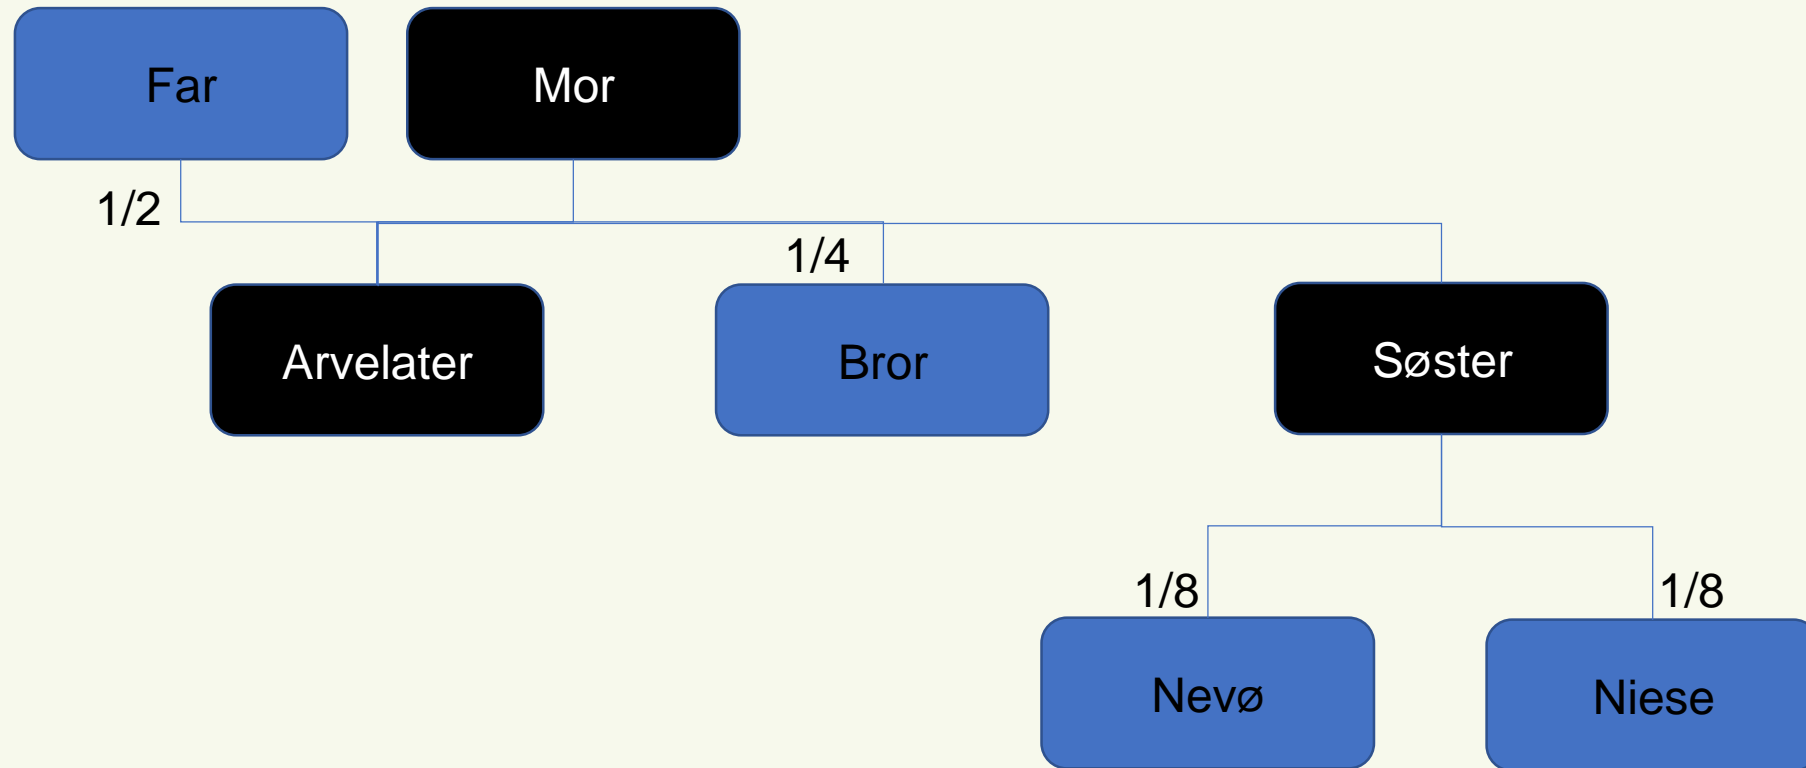 Far
Mor
1/2
1/4
Arvelater
Bror
Søster
1/8
1/8
Nevø
Niese